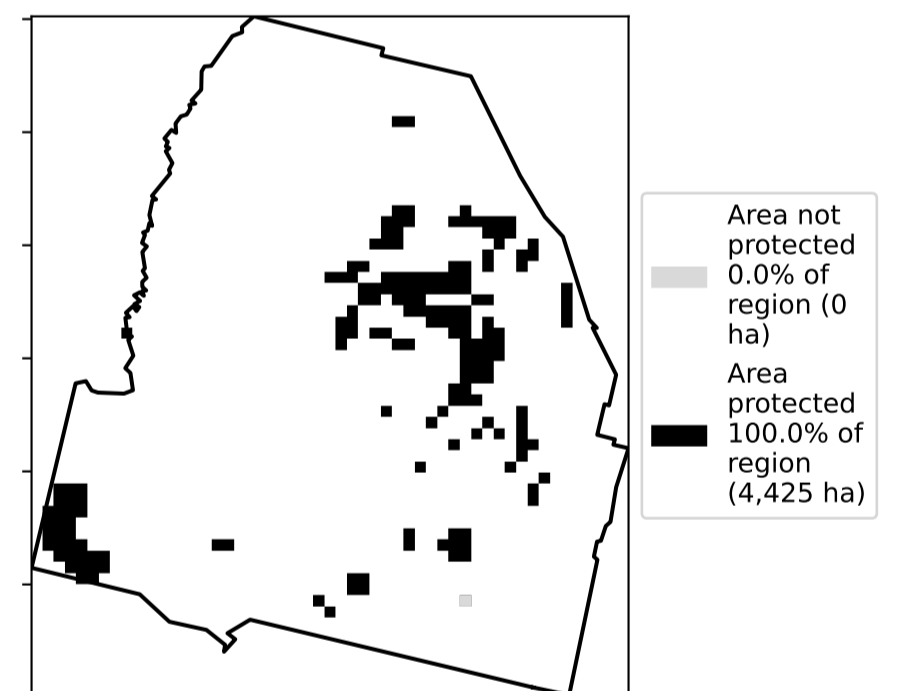 Area not
protected
0.0% of
region (0
ha)
Area
protected
100.0% of
region
(4,425 ha)